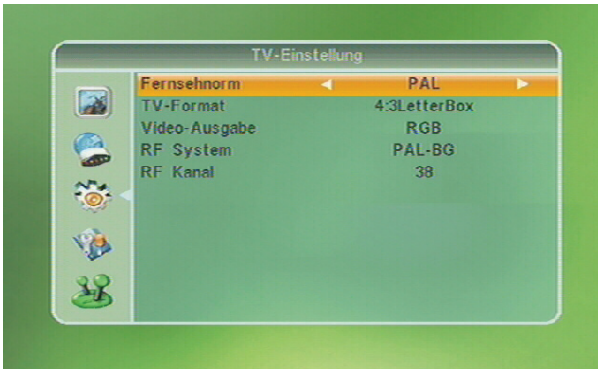 TV-Einstellung
Fernsehnorm PAL
TV-Format 4:3LetterBox
Video-Ausgabe RGB
RF System PAL-BG
RF Kanal 38